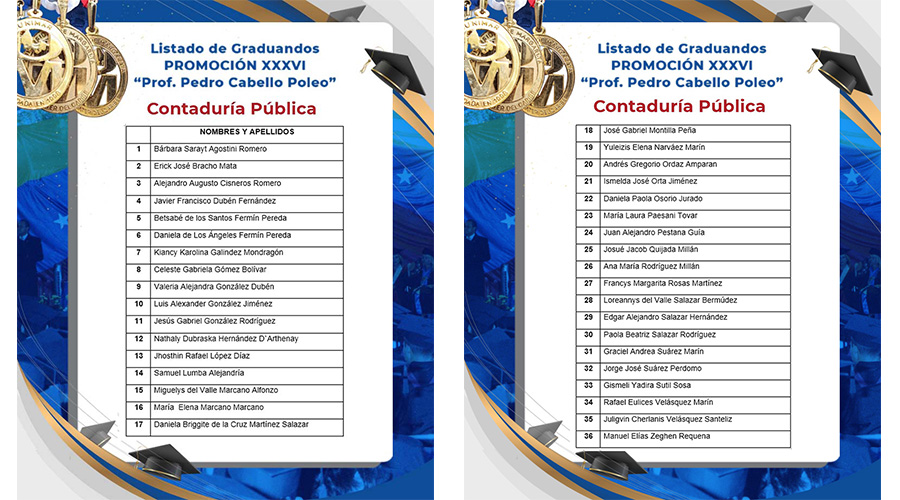 Listado de Graduandos
PROMOCIÓN XXXVI
“Prof. Pedro Cabello Poleo”
Contaduría Pública
NOMBRES Y APELLIDOS
1 Bárbara Sarayt Agostini Romero
2 Erick José Bracho Mata
3 Alejandro Augusto Cisneros Romero
4 Javier Francisco Dubén Fernández
5 Betsabé de los Santos Fermín Pereda
6 Daniela de Los Ángeles Fermín Pereda
7 Kiancy Karolina Galindez Mondragón
8 Celeste Gabriela Gómez Bolívar
9 Valeria Alejandra González Dubén
10 Luis Alexander González Jiménez
11 Jesús Gabriel González Rodríguez
12 Nathaly Dubraska Hernández D´Arthenay
13 Jhosthin Rafael López Díaz
14 Samuel Lumba Alejandría
15 Miguelys del Valle Marcano Alfonzo
16 María Elena Marcano Marcano
17 Daniela Briggite de la Cruz Martínez Salazar
Listado de Graduandos
PROMOCIÓN XXXVI
“Prof. Pedro Cabello Poleo”
Contaduría Pública
18 José Gabriel Montilla Peña
19 Yuleizis Elena Narváez Marín
20 Andrés Gregorio Ordaz Amparan
21 Ismelda José Orta Jiménez
22 Daniela Paola Osorio Jurado
23 María Laura Paesani Tovar
24 Juan Alejandro Pestana Guía
25 Josué Jacob Quijada Millán
26 Ana María Rodríguez Millán
27 Francys Margarita Rosas Martínez
28 Loreannys del Valle Salazar Bermúdez
29 Edgar Alejandro Salazar Hernández
30 Paola Beatriz Salazar Rodríguez
31 Graciel Andrea Suárez Marín
32 Jorge José Suárez Perdomo
33 Gismeli Yadira Sutil Sosa
34 Rafael Eulices Velásquez Marín
35 Juligvin Cherlanis Velásquez Santeliz
36 Manuel Elías Zeghen Requena